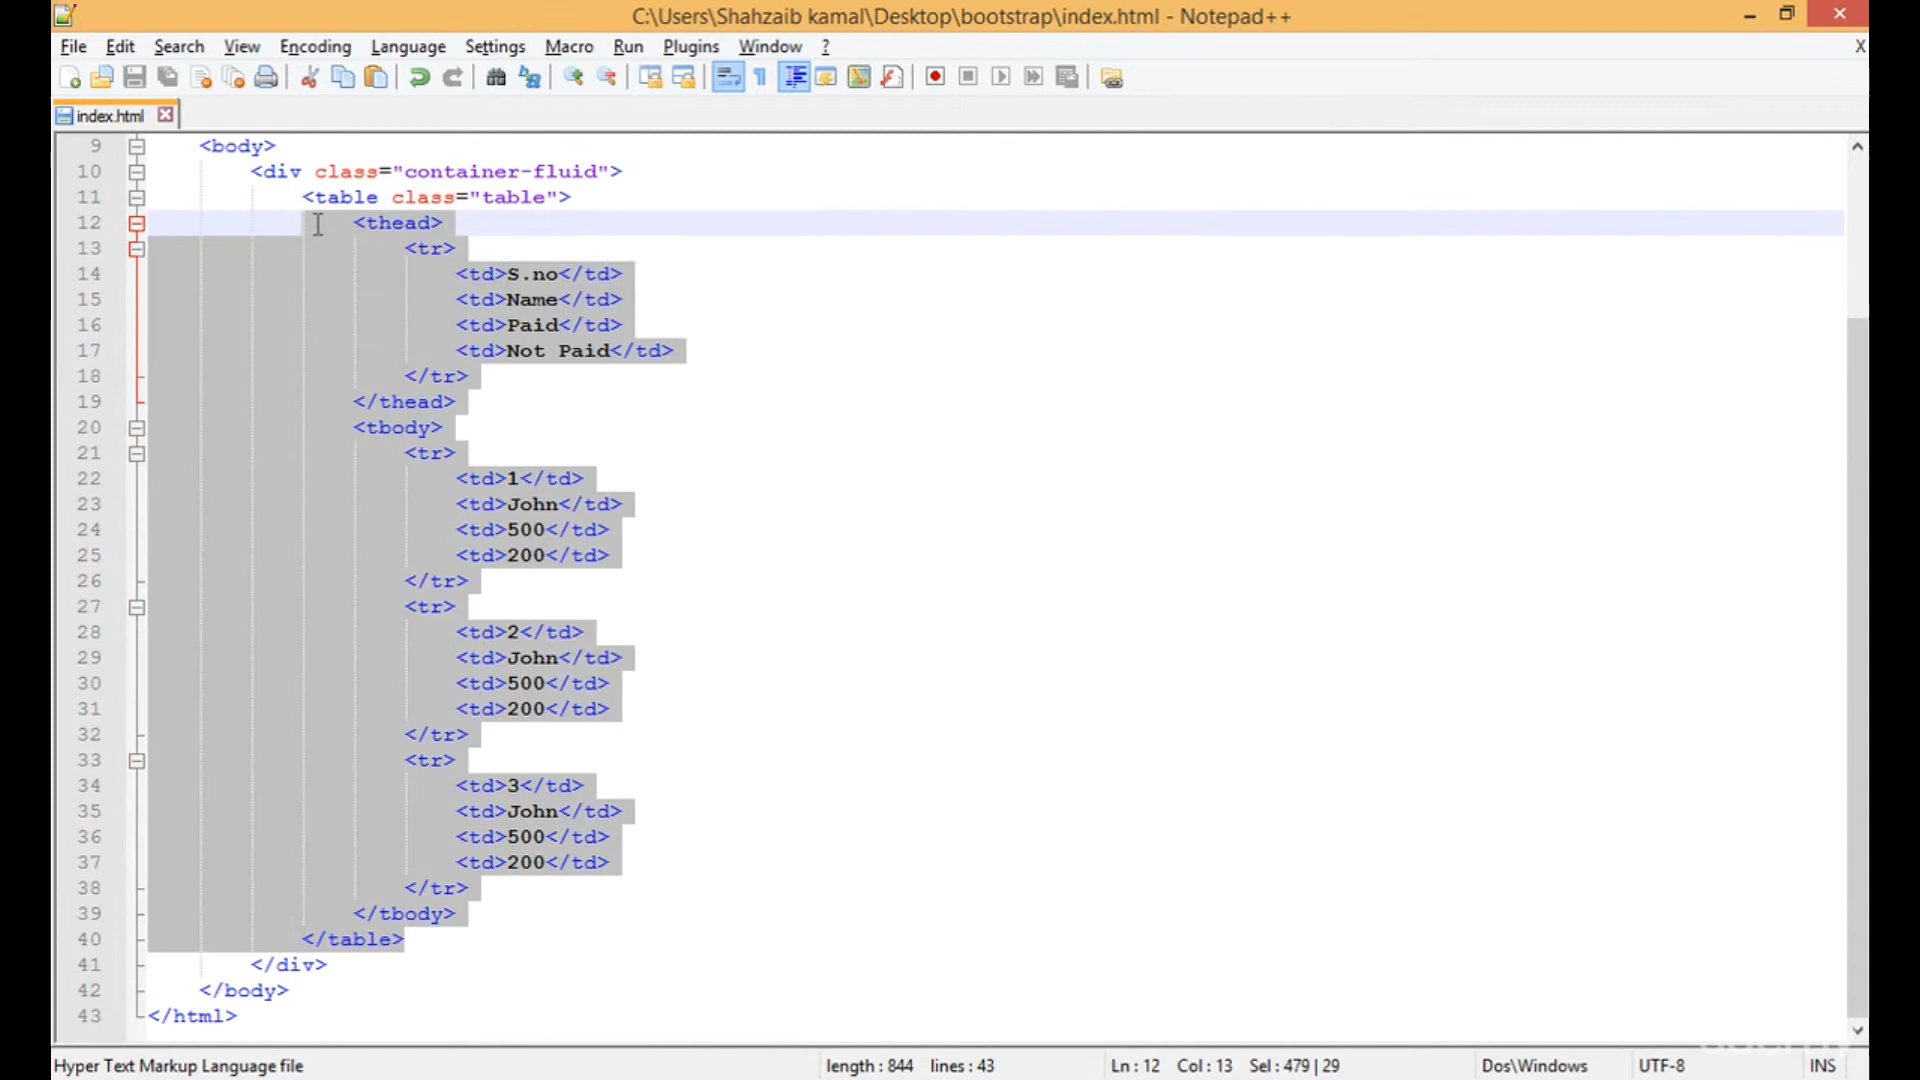 C:\Users\Shahzaib kamal\Desktop\bootstrap\index.html - Notepad++
File Edit Search View Encoding Language Settings Macro Run Plugins Window ? X
index.html
9 <body>
10 <div class="container-fluid">
11 <table class="table">
12 <thead>
13 <tr>
14 <td>S.no</td>
15 <td>Name</td>
16 <td>Paid</td>
17 <td>Not Paid</td>
18 </tr>
19 </thead>
20 <tbody>
21 <tr>
22 <td>1</td>
23 <td>John</td>
24 <td>500</td>
25 <td>200</td>
26 </tr>
27 <tr>
28 <td>2</td>
29 <td>John</td>
30 <td>500</td>
31 <td>200</td>
32 </tr>
33 <tr>
34 <td>3</td>
35 <td>John</td>
36 <td>500</td>
37 <td>200</td>
38 </tr>
39 </tbody>
40 </table>
41 </div>
42 </body>
43 </html>
Hyper Text Markup Language file length : 844 lines : 43 Ln : 12 Col : 13 Sel : 479 | 29 Dos\Windows UTF-8 INS